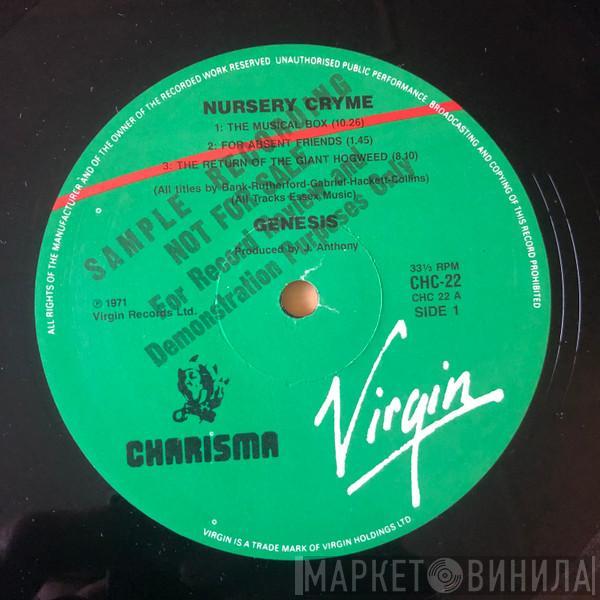 ALL RIGHTS OF THE MANUFACTURER AND OF THE OWNER OF THE RECORDED WORK RESERVED UNAUTHORISED PUBLIC PERFORMANCE, BROADCASTING AND COPYING OF THIS RECORD PROHIBITED
NURSERY CRYME
1: THE MUSICAL BOX (10.26)
2: FOR ABSENT FRIENDS (1.45)
3: THE RETURN OF THE GIANT HOGWEED (8.10)
(All titles by Bank-Rutherford-Gabriel-Hackett-Collins)
(All Tracks Essex Music)
GENESIS
Produced by J. Anthony
SAMPLE RECORDING
NOT FOR SALE
For Record Review and
Demonstration Purposes Only
℗ 1971
Virgin Records Ltd.
33⅓ RPM
CHC-22
CHC 22 A
SIDE 1
CHARISMA
Virgin
VIRGIN IS A TRADE MARK OF VIRGIN HOLDINGS LTD
МАРКЕТ ВИНИЛА!